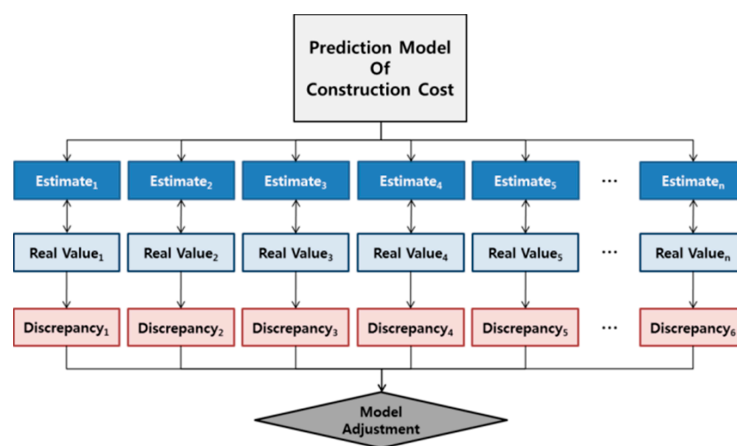 Prediction Model
Of
Construction Cost
Estimate₁ Estimate₂ Estimate₃ Estimate₄ Estimate₅ ··· Estimateₙ
Real Value₁ Real Value₂ Real Value₃ Real Value₄ Real Value₅ ··· Real Valueₙ
Discrepancy₁ Discrepancy₂ Discrepancy₃ Discrepancy₄ Discrepancy₅ ··· Discrepancy₆
Model
Adjustment